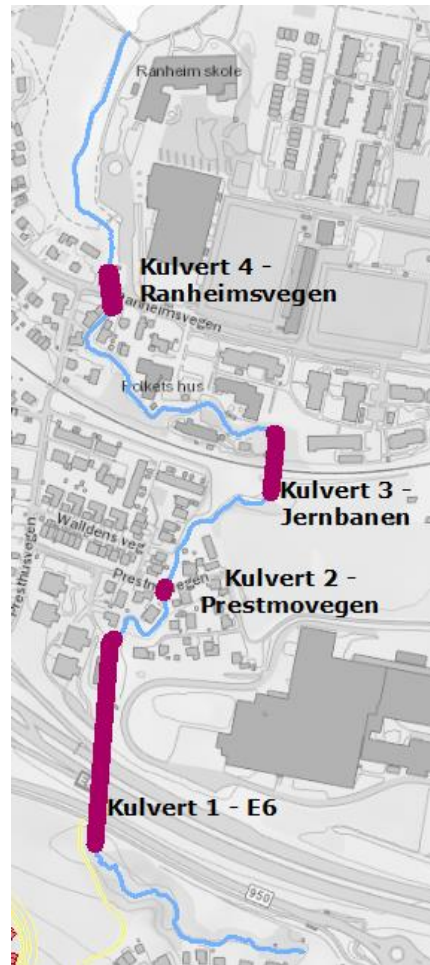 Ranheim skole
Kulvert 4 -
Ranheimsvegen
Ranheimsvegen
Folkets hus
Kulvert 3 -
Jernbanen
Presthusvegen
Walldens veg
Prestmovegen
Kulvert 2 -
Prestmovegen
Kulvert 1 - E6
950